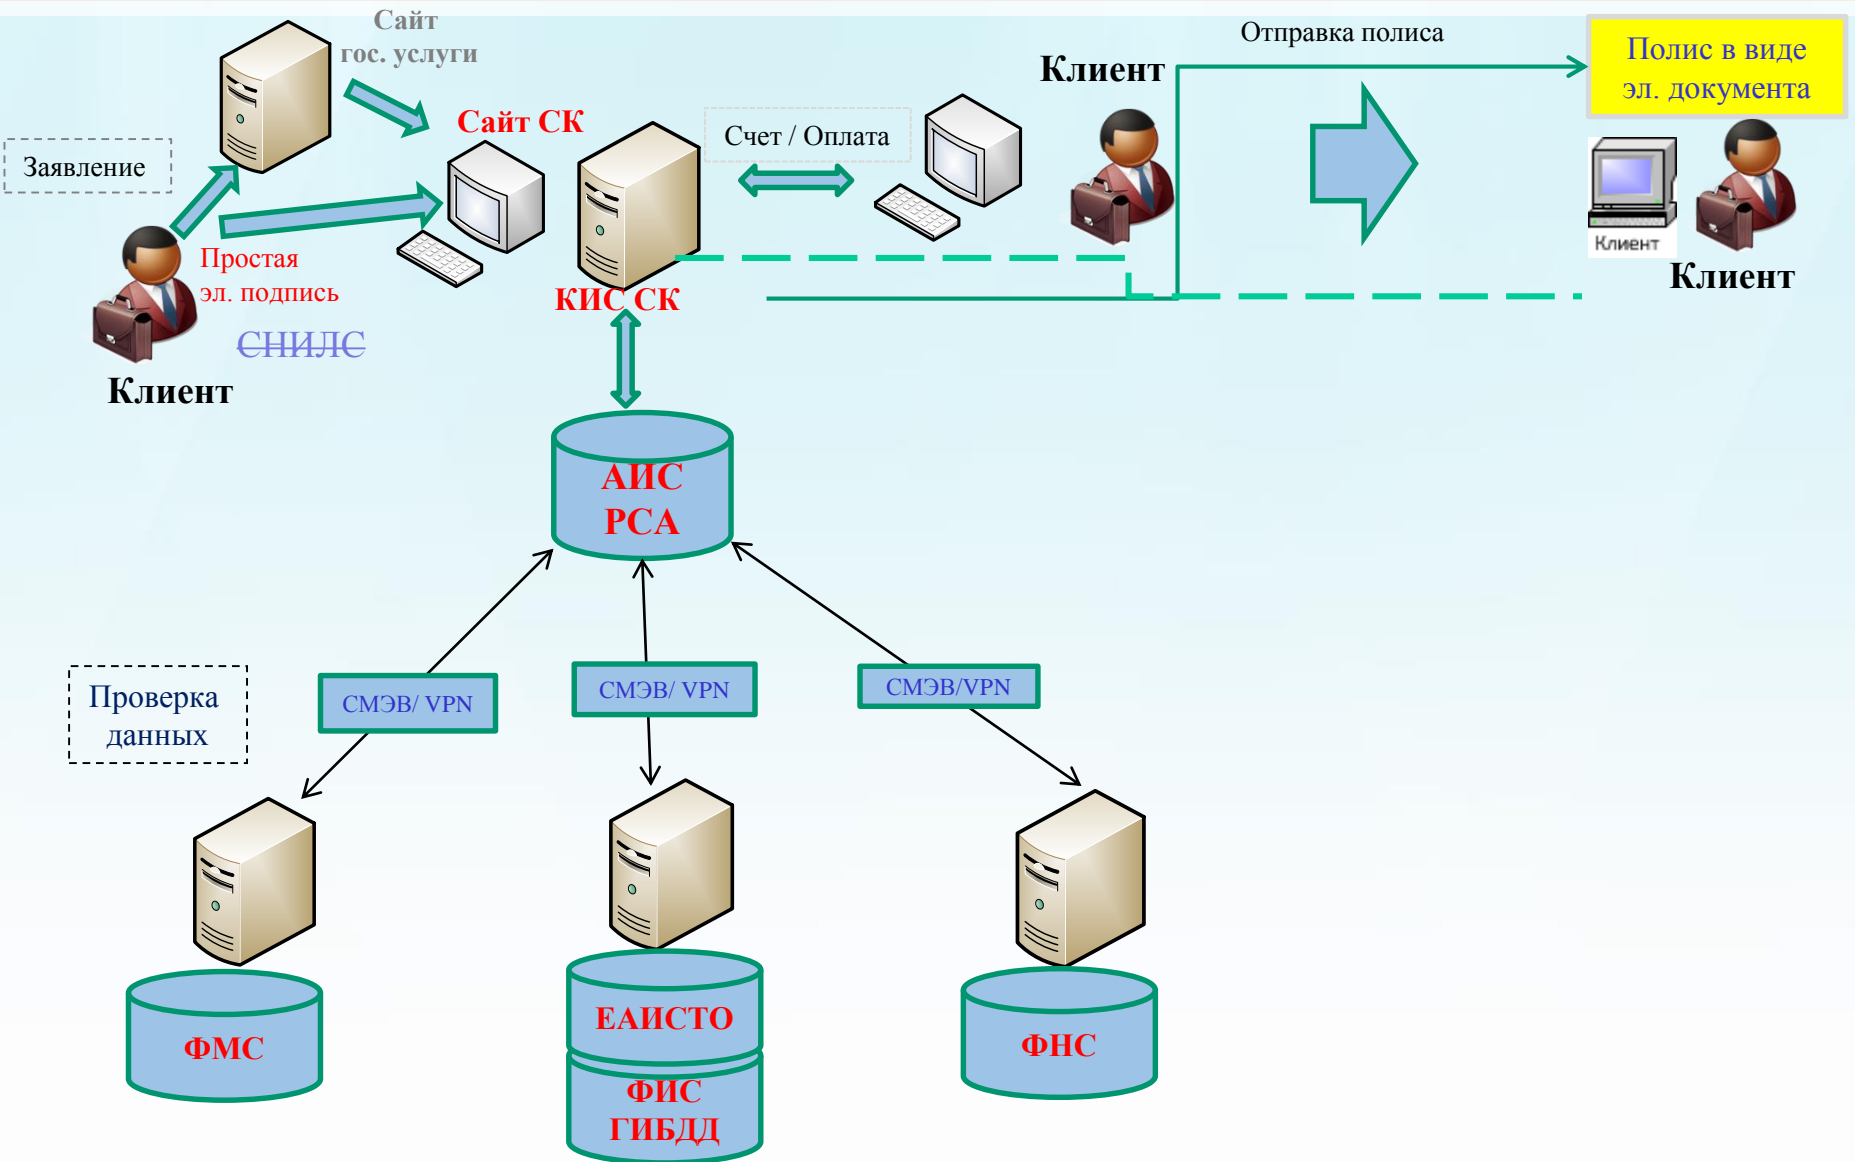 Сайт
гос. услуги
Отправка полиса
Полис в виде
эл. документа
Клиент
Сайт СК
Счет / Оплата
Заявление
Простая
эл. подпись
Клиент
Клиент
КИС СК
СНИЛС
Клиент
АИС
РСА
Проверка
данных
СМЭВ/ VPN
СМЭВ/ VPN
СМЭВ/VPN
ФМС
ЕАИСТО
ФИС
ГИБДД
ФНС